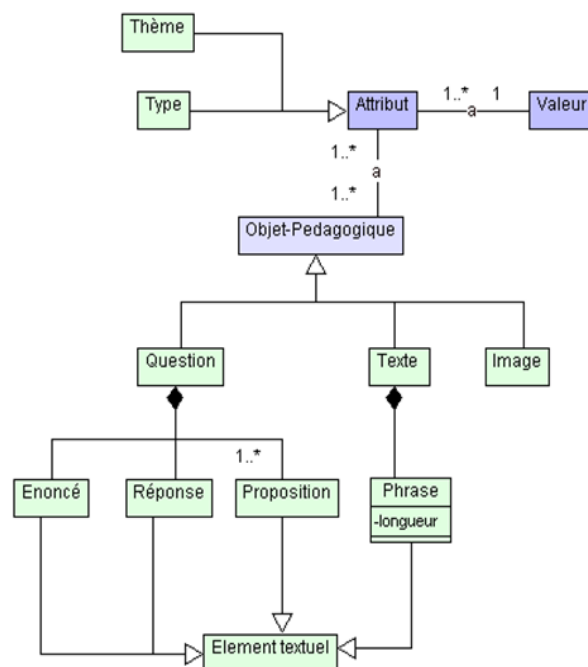 Thème
Type
Attribut
1..* 1
a
Valeur
1..*
a
1..*
Objet-Pedagogique
Question
Texte
Image
1..*
Enoncé
Réponse
Proposition
Phrase
-longueur
Element textuel